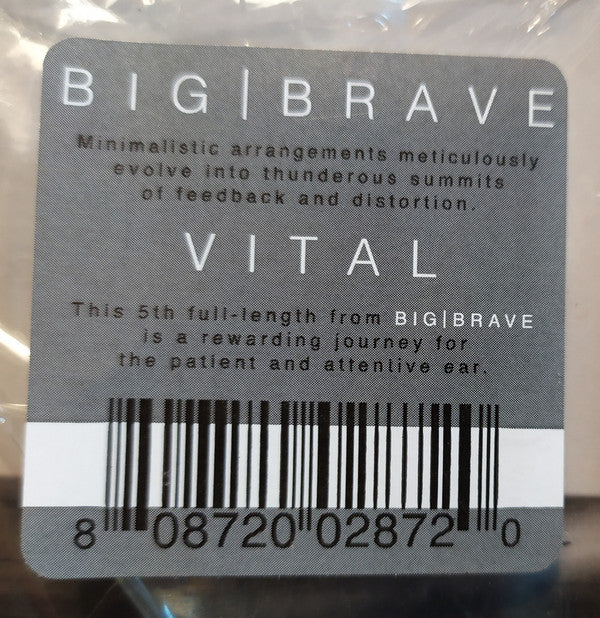 BIG|BRAVE
Minimalistic arrangements meticulously
evolve into thunderous summits
of feedback and distortion.
VITAL
This 5th full-length from BIG|BRAVE
is a rewarding journey for
the patient and attentive ear.
8 08720 02872 0